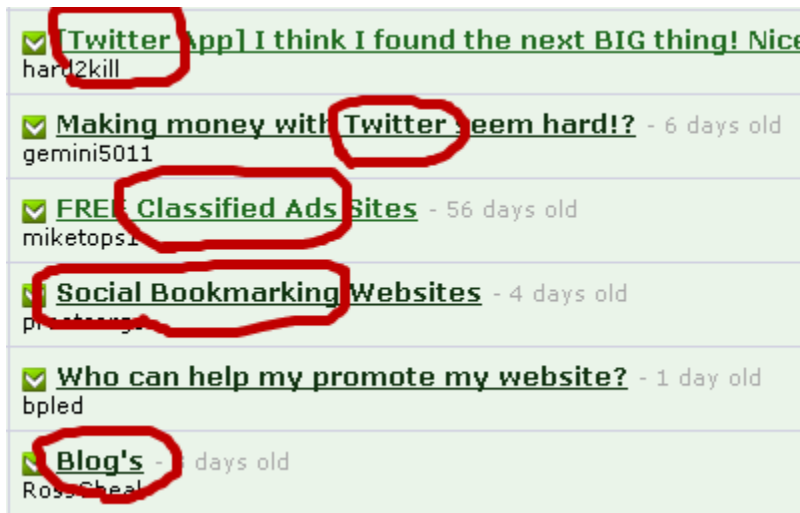 [Twitter App] I think I found the next BIG thing! Nice
hard2kill
Making money with Twitter seem hard!? - 6 days old
gemini5011
FREE Classified Ads Sites - 56 days old
miketops1
Social Bookmarking Websites - 4 days old
Who can help my promote my website? - 1 day old
bpled
Blog's - days old